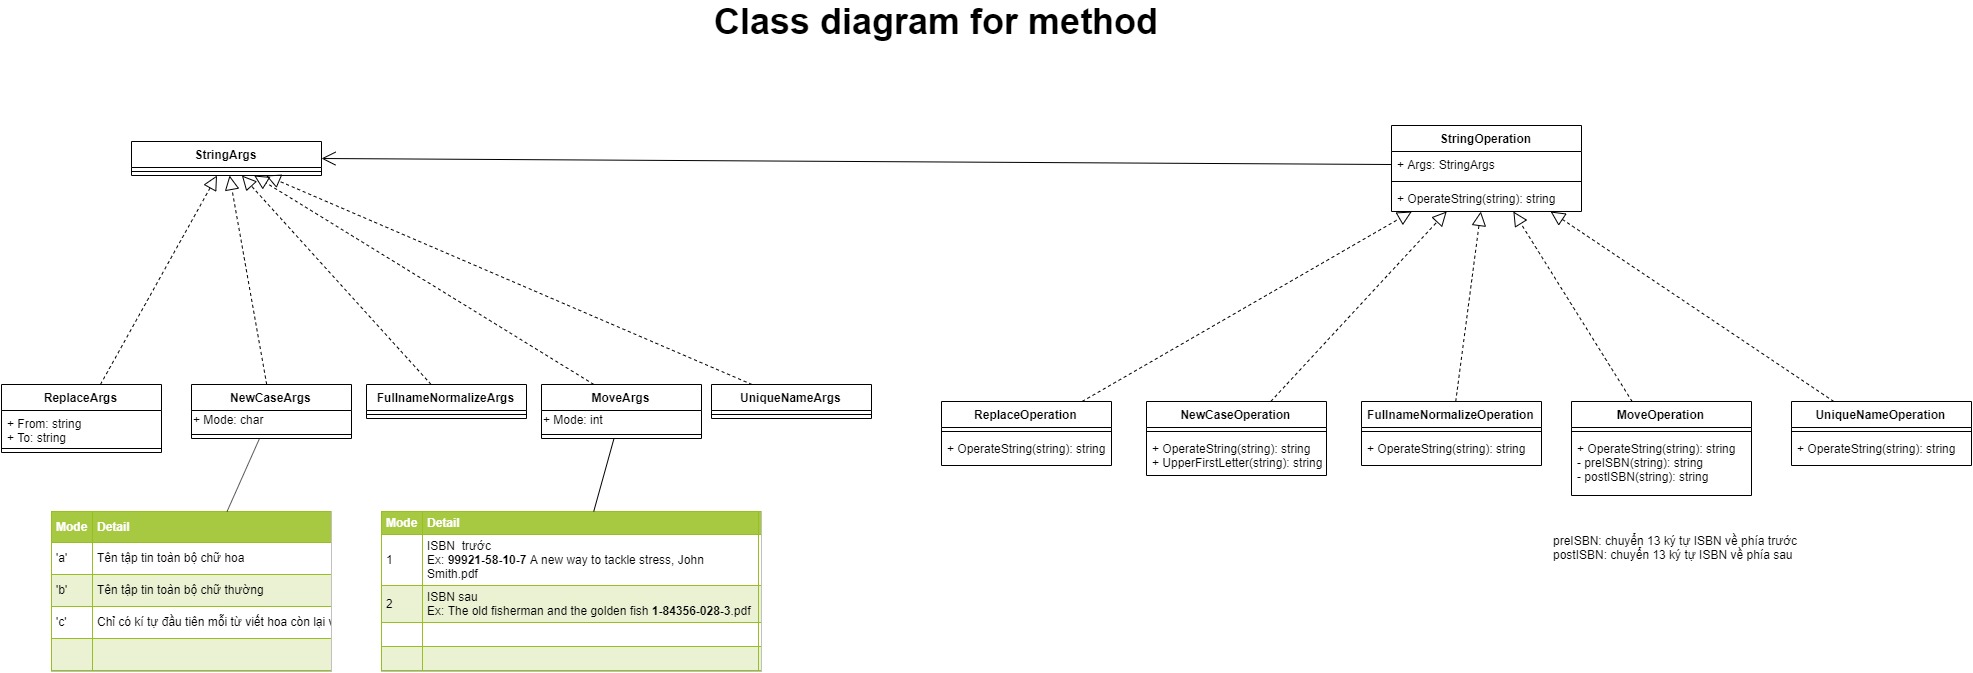 Class diagram for method
StringArgs
StringOperation
+ Args: StringArgs
+ OperateString(string): string
ReplaceArgs
+ From: string
+ To: string
NewCaseArgs
+ Mode: char
FullnameNormalizeArgs
MoveArgs
+ Mode: int
UniqueNameArgs
ReplaceOperation
+ OperateString(string): string
NewCaseOperation
+ OperateString(string): string
+ UpperFirstLetter(string): string
FullnameNormalizeOperation
+ OperateString(string): string
MoveOperation
+ OperateString(string): string
- preISBN(string): string
- postISBN(string): string
UniqueNameOperation
+ OperateString(string): string
Mode Detail
'a' Tên tập tin toàn bộ chữ hoa
'b' Tên tập tin toàn bộ chữ thường
'c' Chỉ có kí tự đầu tiên mỗi từ viết hoa còn lại
Mode Detail
1 ISBN trước
Ex: 99921-58-10-7 A new way to tackle stress, John
Smith.pdf
2 ISBN sau
Ex: The old fisherman and the golden fish 1-84356-028-3.pdf
preISBN: chuyển 13 ký tự ISBN về phía trước
postISBN: chuyển 13 ký tự ISBN về phía sau